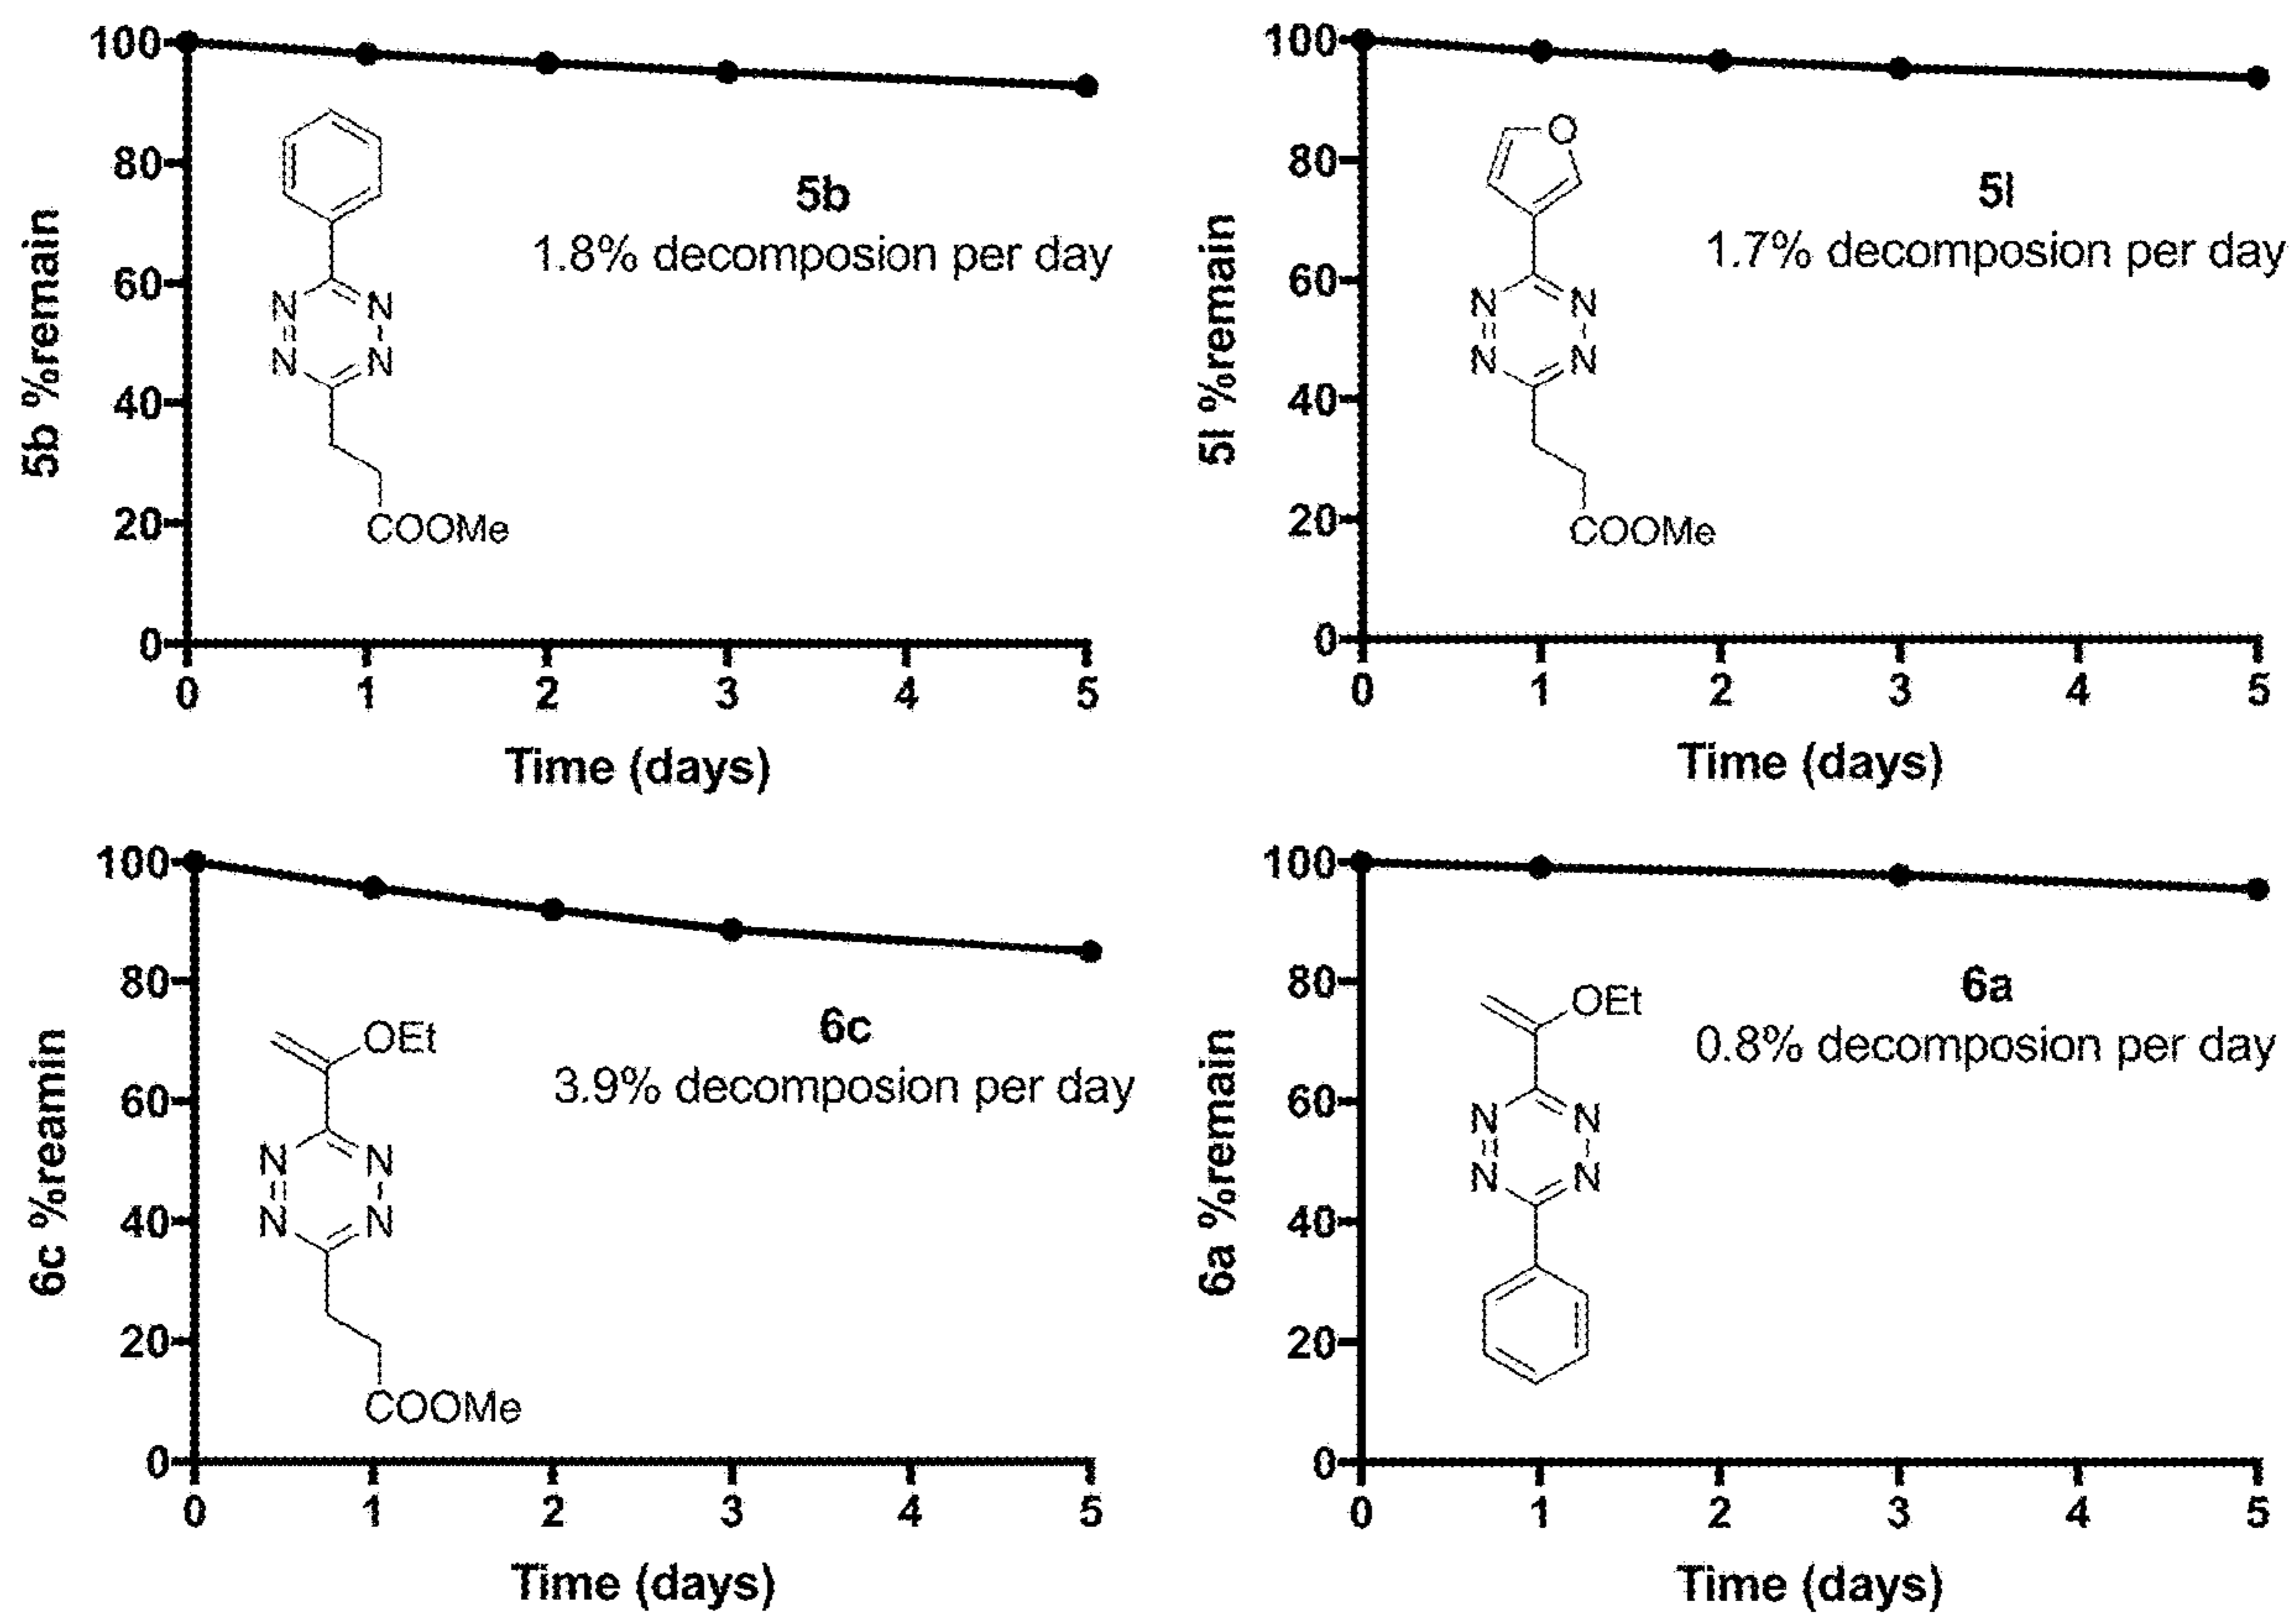 100
80
60
40
20
0
5b %remain
5b
1.8% decomposion per day
N N
N N
COOMe
0 1 2 3 4 5
Time (days)
100
80
60
40
20
0
5l %remain
O
5l
1.7% decomposion per day
N N
N N
COOMe
0 1 2 3 4 5
Time (days)
100
80
60
40
20
0
6c %reamin
OEt
6c
3.9% decomposion per day
N N
N N
COOMe
0 1 2 3 4 5
Time (days)
100
80
60
40
20
0
6a %remain
OEt
6a
0.8% decomposion per day
N N
N N
0 1 2 3 4 5
Time (days)